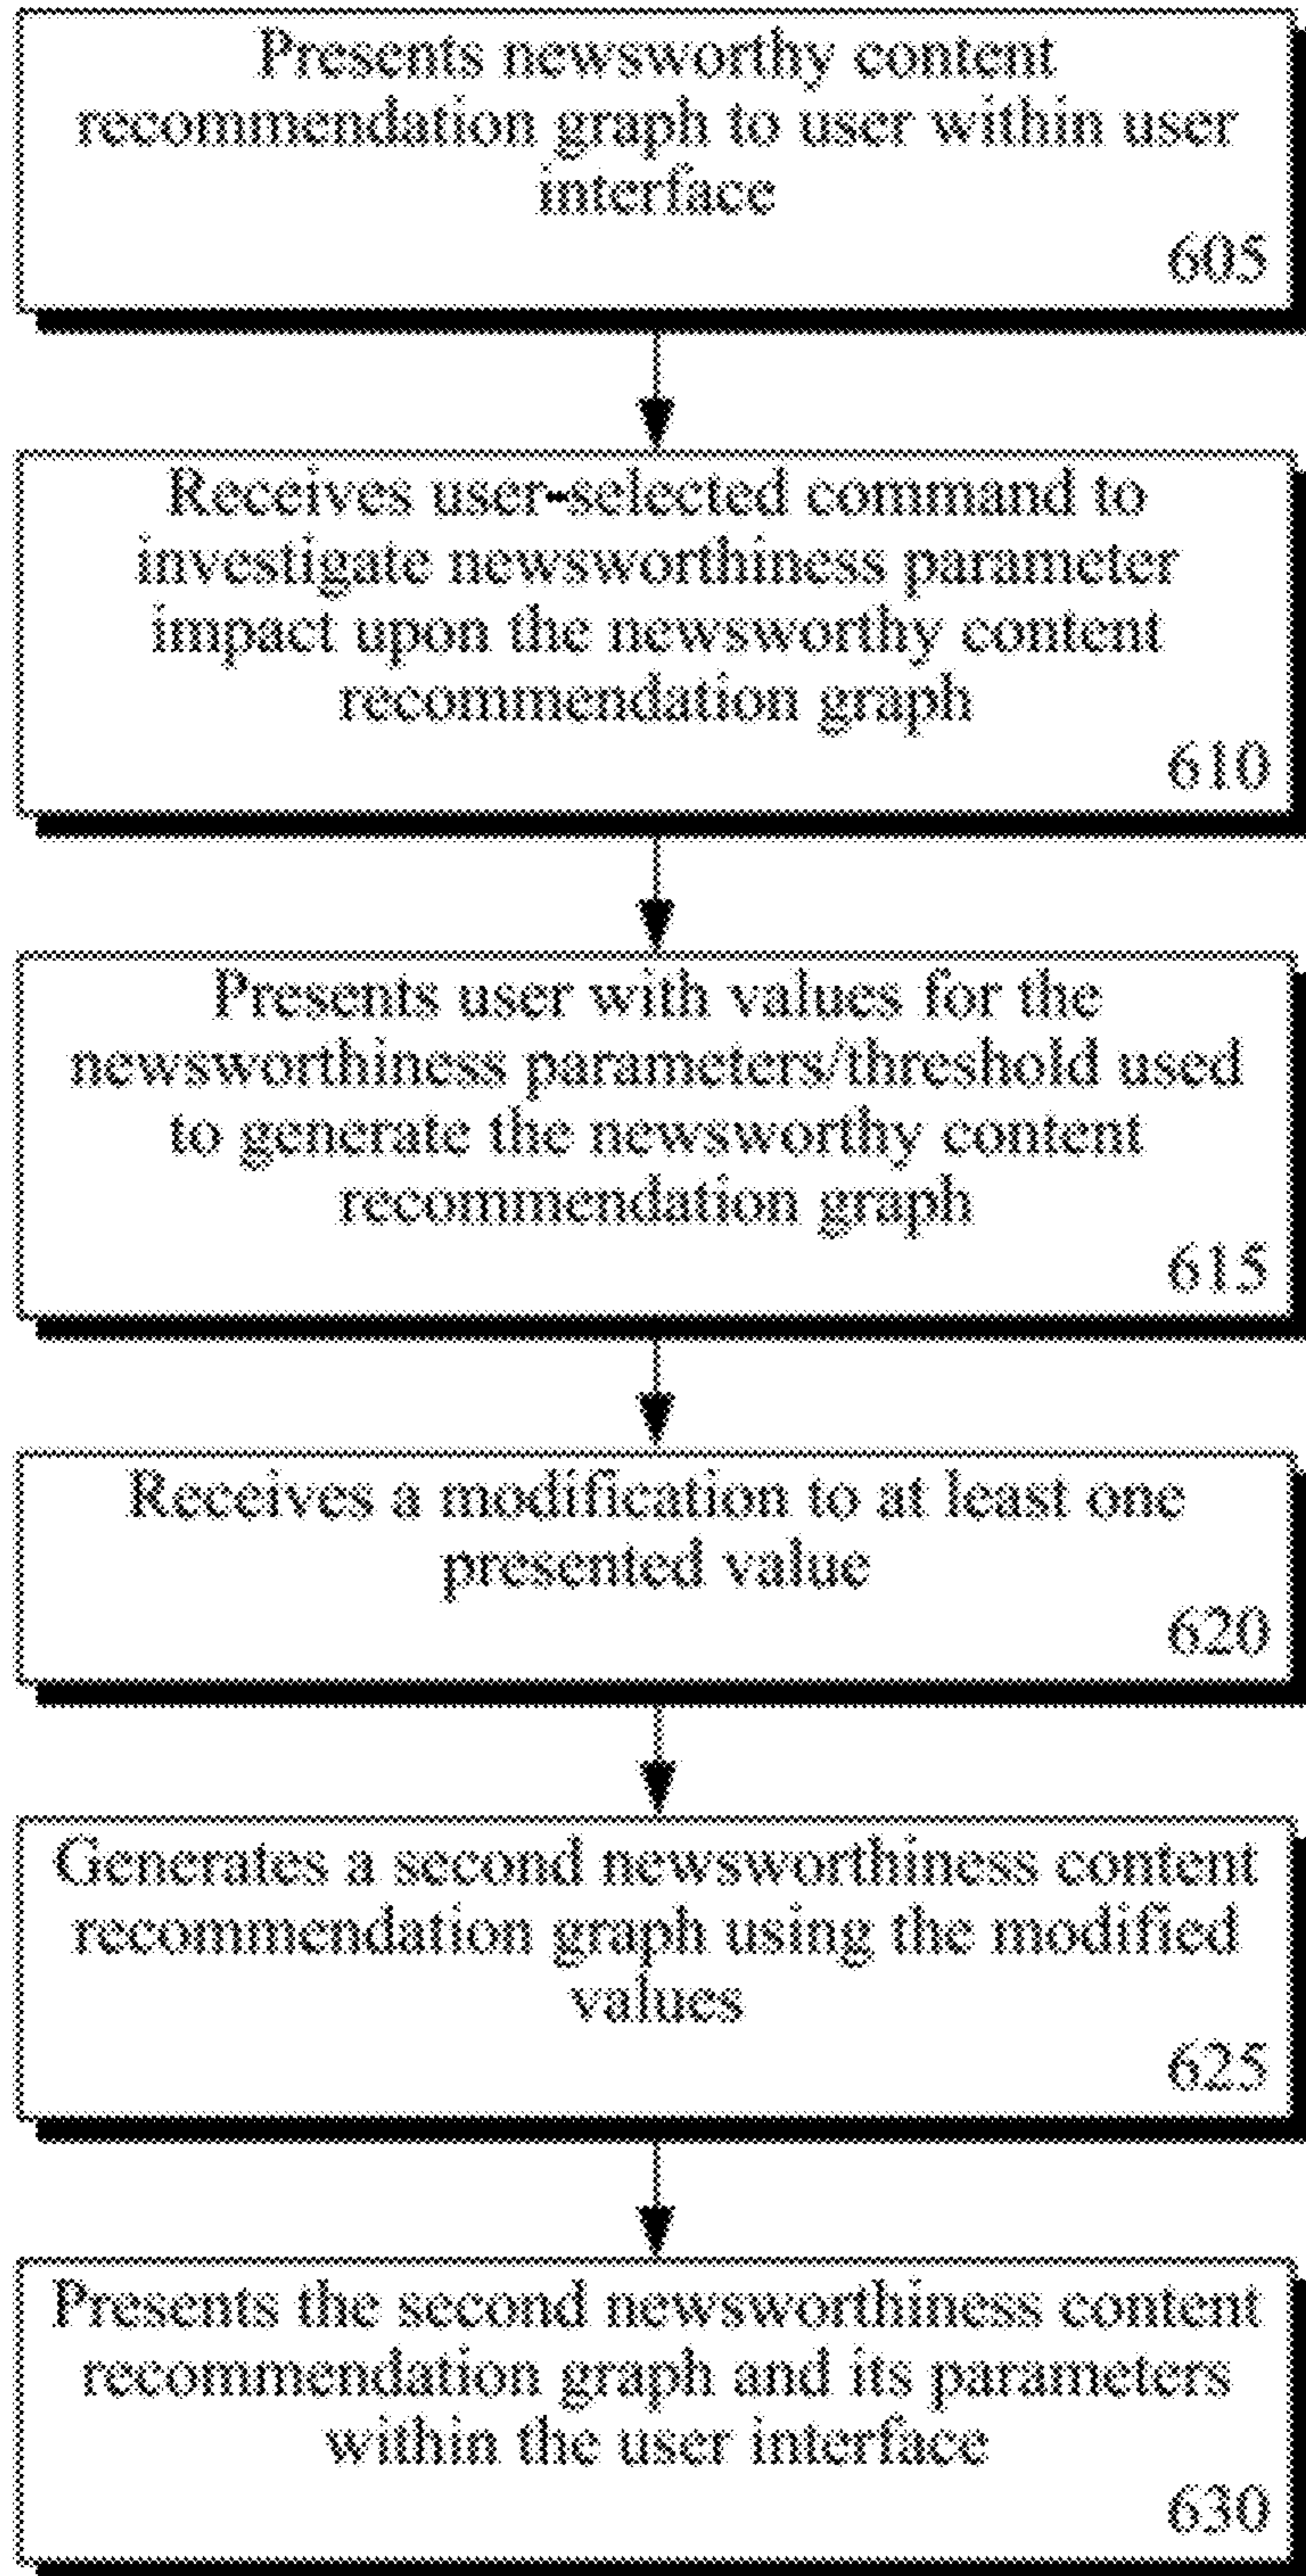 Presents newsworthy content
recommendation graph to user within user
interface
605
Receives user-selected command to
investigate newsworthiness parameter
impact upon the newsworthy content
recommendation graph
610
Presents user with values for the
newsworthiness parameters/threshold used
to generate the newsworthy content
recommendation graph
615
Receives a modification to at least one
presented value
620
Generates a second newsworthiness content
recommendation graph using the modified
values
625
Presents the second newsworthiness content
recommendation graph and its parameters
within the user interface
630